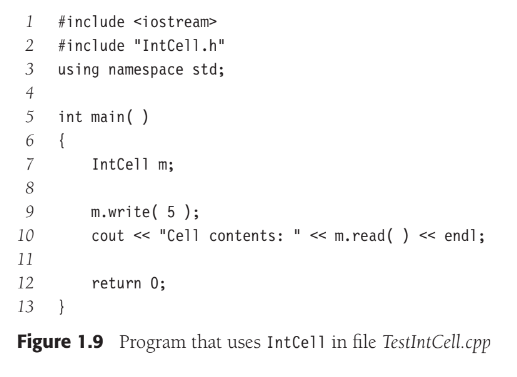 1 #include <iostream>
2 #include "IntCell.h"
3 using namespace std;
4
5 int main( )
6 {
7 IntCell m;
8
9 m.write( 5 );
10 cout << "Cell contents: " << m.read( ) << endl;
11
12 return 0;
13 }
Figure 1.9 Program that uses IntCell in file TestIntCell.cpp